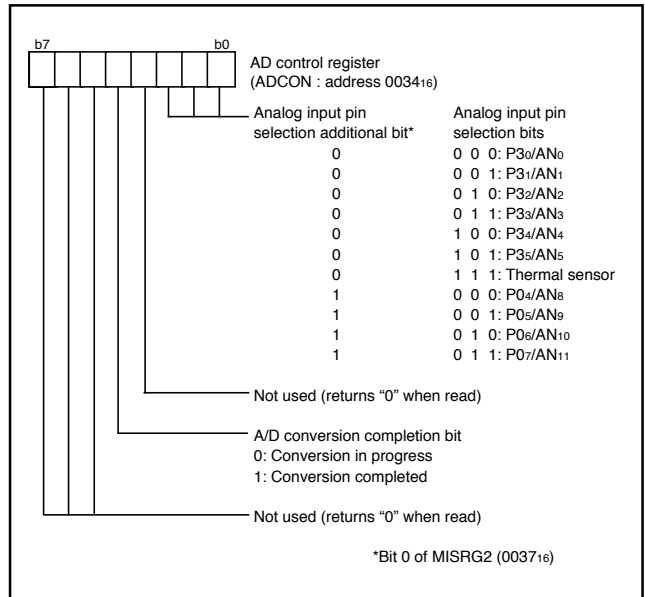 b7 b0
AD control register
(ADCON : address 0034₁₆)
Analog input pin Analog input pin
selection additional bit* selection bits
0 0 0 0: P3₀/AN₀
0 0 0 1: P3₁/AN₁
0 0 1 0: P3₂/AN₂
0 0 1 1: P3₃/AN₃
0 1 0 0: P3₄/AN₄
0 1 0 1: P3₅/AN₅
0 1 1 1: Thermal sensor
1 0 0 0: P0₄/AN₈
1 0 0 1: P0₅/AN₉
1 0 1 0: P0₆/AN₁₀
1 0 1 1: P0₇/AN₁₁
Not used (returns “0” when read)
A/D conversion completion bit
0: Conversion in progress
1: Conversion completed
Not used (returns “0” when read)
*Bit 0 of MISRG2 (0037₁₆)